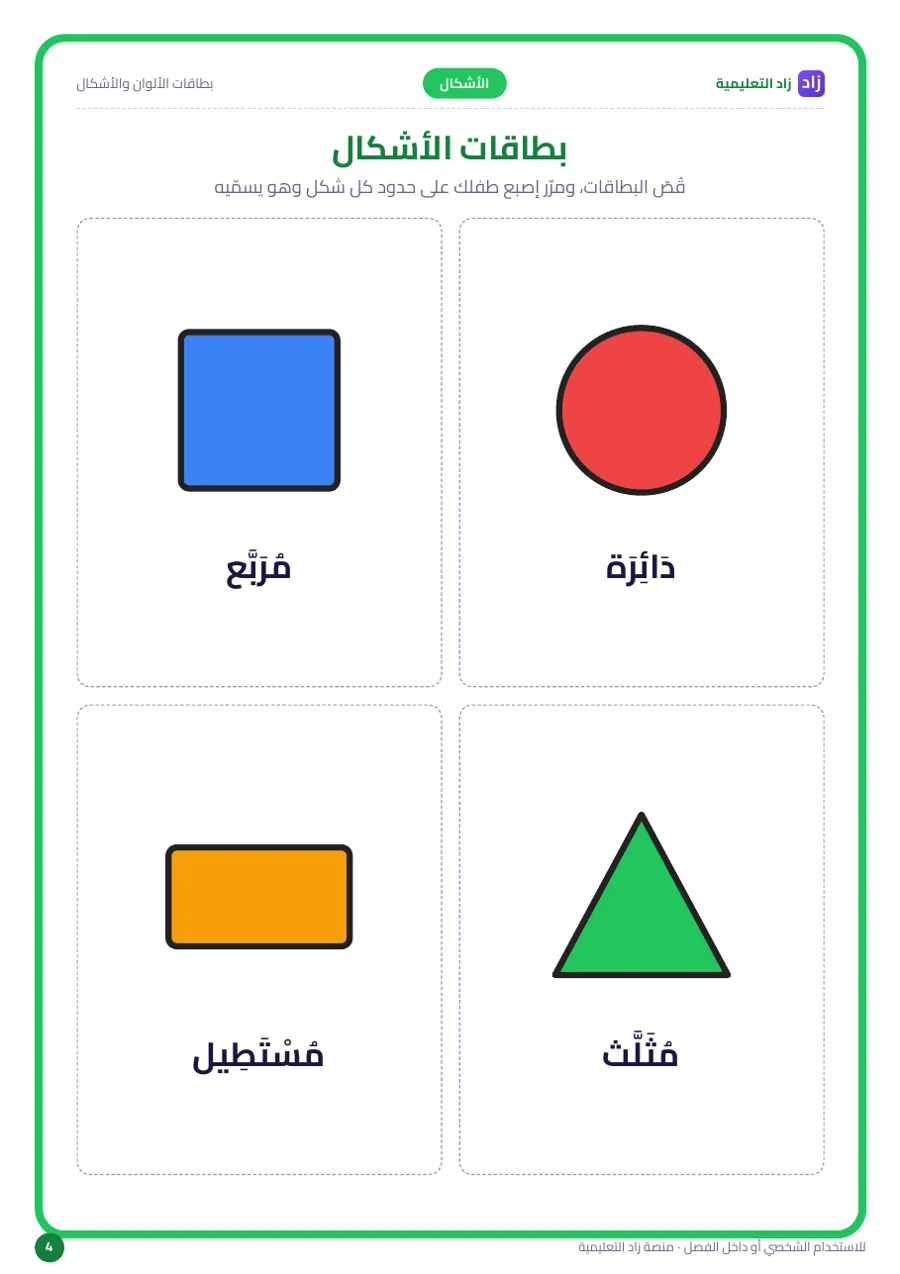 زاد زاد التعليمية
الأشكال
بطاقات الألوان والأشكال
بطاقات الأشكال
قُصّ البطاقات، ومرّر إصبع طفلك على حدود كل شكل وهو يسمّيه
دَائِرَة
مُرَبَّع
مُثَلَّث
مُسْتَطِيل
للاستخدام الشخصي أو داخل الفصل · منصة زاد التعليمية
4